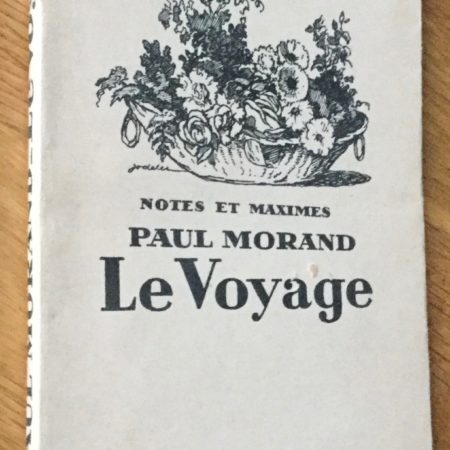 NOTES ET MAXIMES
PAUL MORAND
Le Voyage